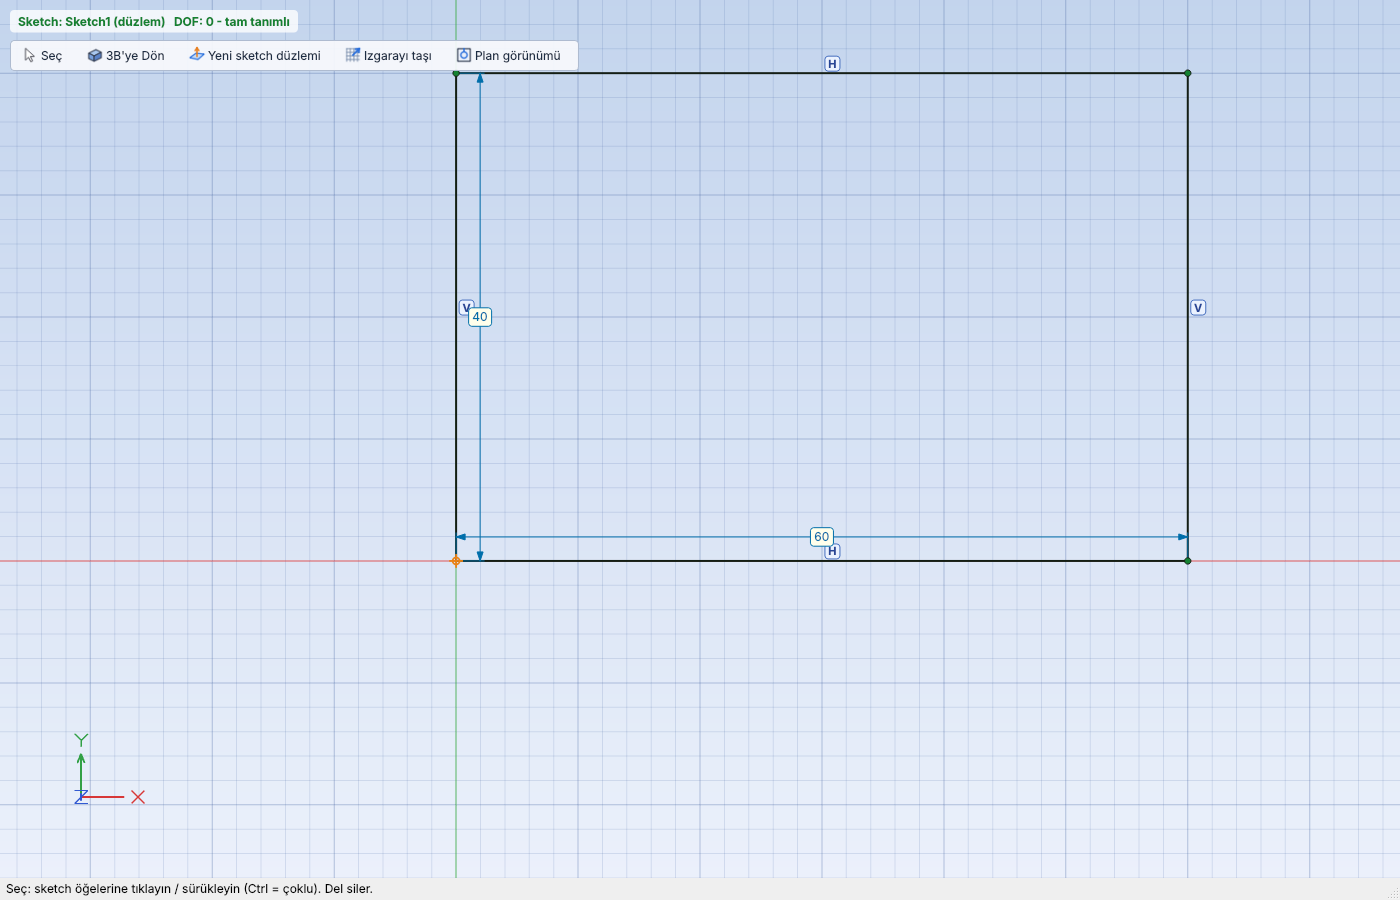 Sketch: Sketch1 (düzlem)   DOF: 0 - tam tanımlı
Seç   3B'ye Dön   Yeni sketch düzlemi   Izgarayı taşı   Plan görünümü
H
V
40
V
60
H
Y
Z X
Seç: sketch öğelerine tıklayın / sürükleyin (Ctrl = çoklu). Del siler.